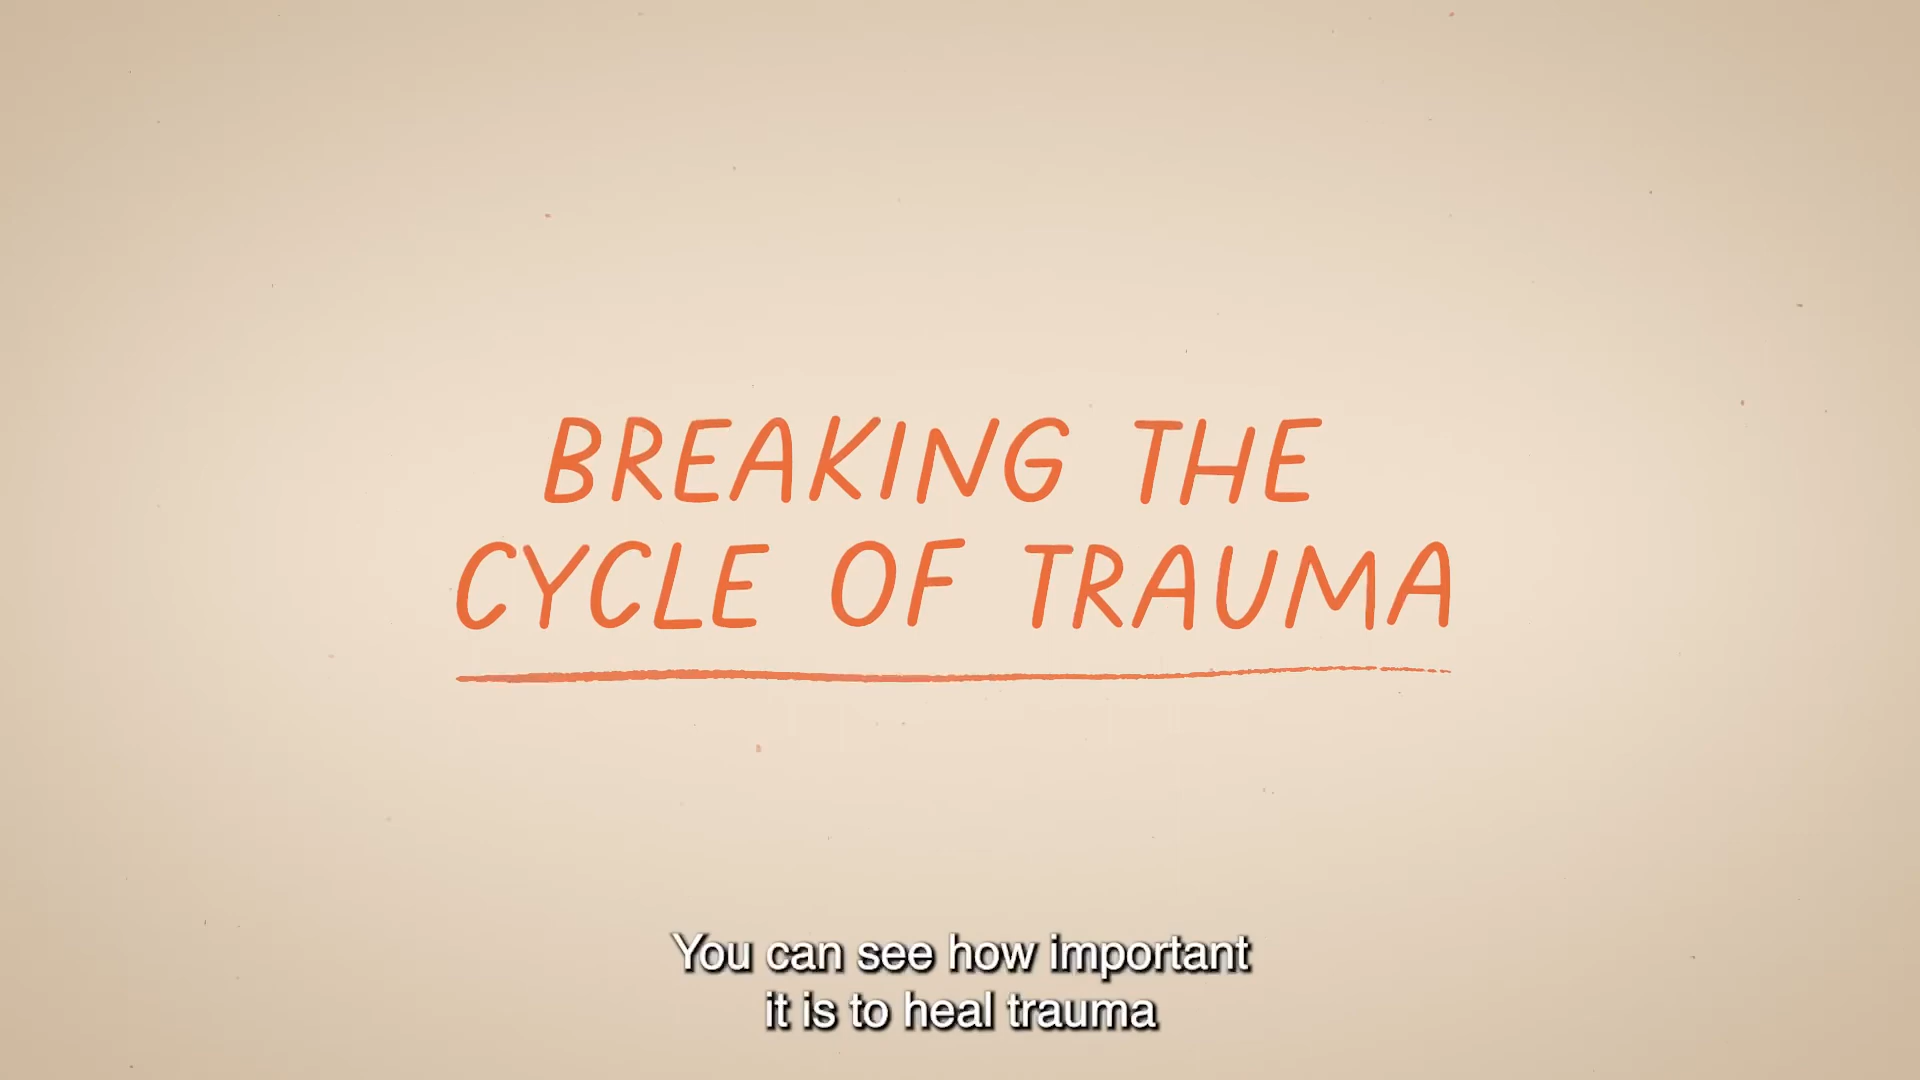 BREAKING THE
CYCLE OF TRAUMA
You can see how important
it is to heal trauma